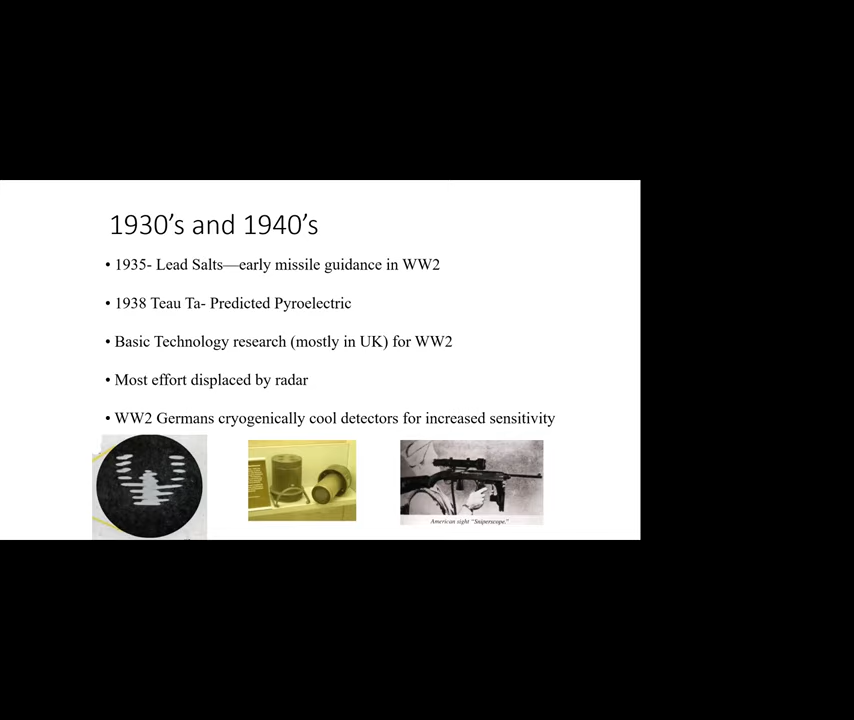 1930's and 1940's
• 1935- Lead Salts—early missile guidance in WW2
• 1938 Teau Ta- Predicted Pyroelectric
• Basic Technology research (mostly in UK) for WW2
• Most effort displaced by radar
• WW2 Germans cryogenically cool detectors for increased sensitivity
American sight "Sniperscope."